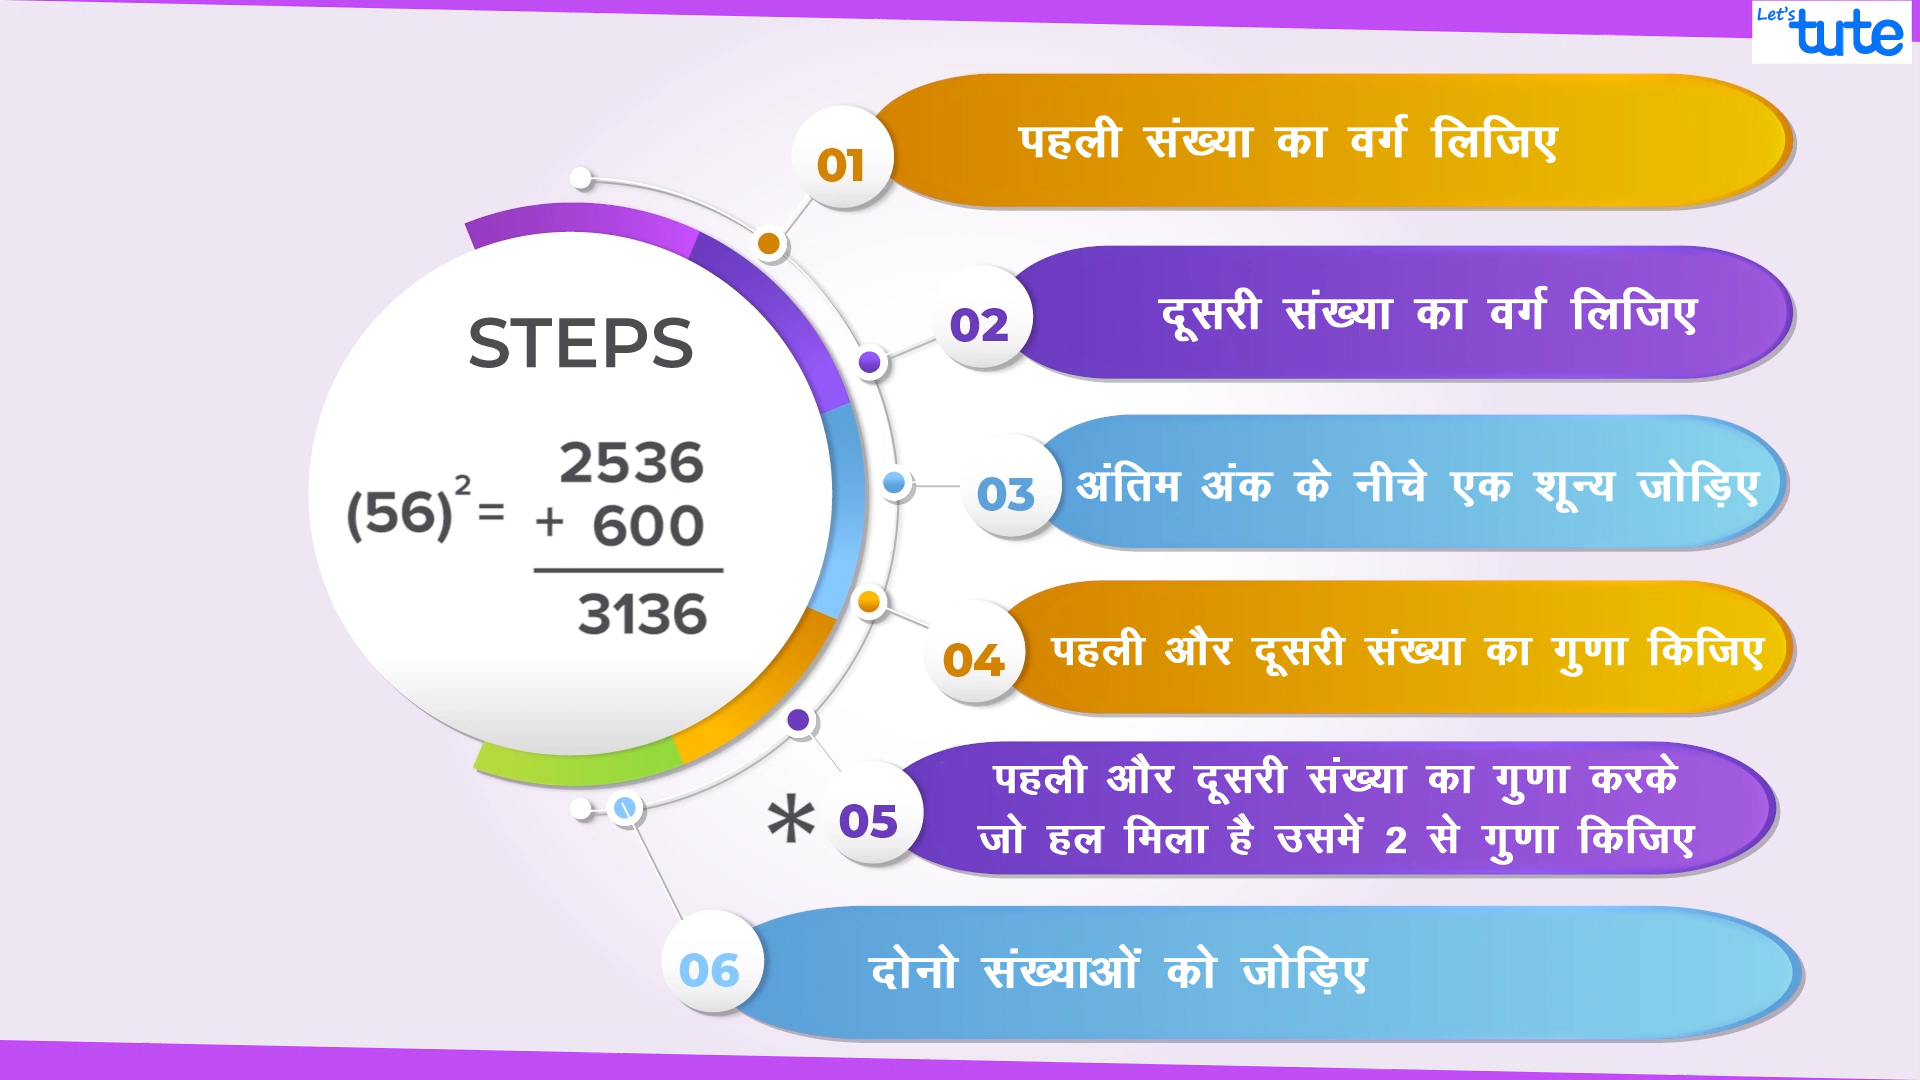 Let's
tute
STEPS
(56)²= 2536
+ 600
3136
01 पहली संख्या का वर्ग लिजिए
02 दूसरी संख्या का वर्ग लिजिए
03 अंतिम अंक के नीचे एक शून्य जोड़िए
04 पहली और दूसरी संख्या का गुणा किजिए
* 05 पहली और दूसरी संख्या का गुणा करके
जो हल मिला है उसमें 2 से गुणा किजिए
06 दोनो संख्याओं को जोड़िए